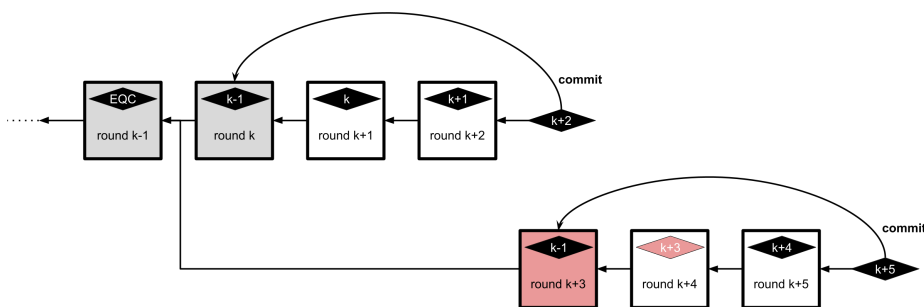 commit
EQC
round k-1
k-1
round k
k
round k+1
k+1
round k+2
k+2
commit
k-1
round k+3
k+3
round k+4
k+4
round k+5
k+5